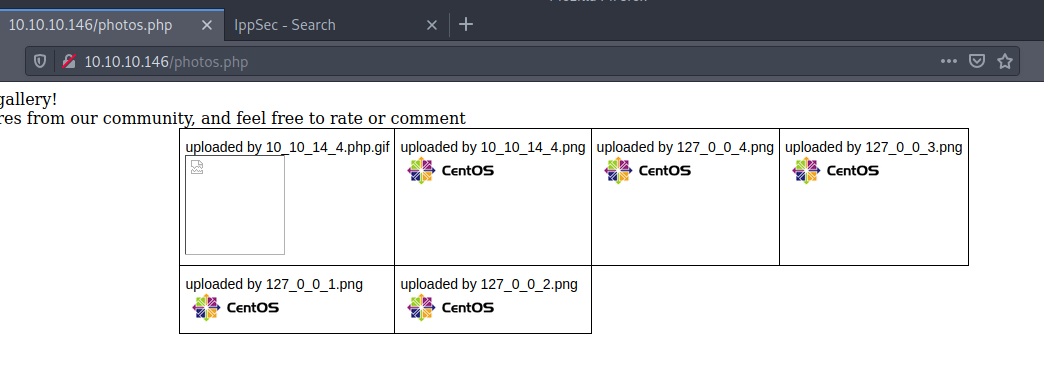 10.10.10.146/photos.php
IppSec - Search
10.10.10.146/photos.php
gallery!
from our community, and feel free to rate or comment
uploaded by 10_10_14_4.php.gif
uploaded by 10_10_14_4.png
uploaded by 127_0_0_4.png
uploaded by 127_0_0_3.png
CentOS
CentOS
CentOS
uploaded by 127_0_0_1.png
uploaded by 127_0_0_2.png
CentOS
CentOS